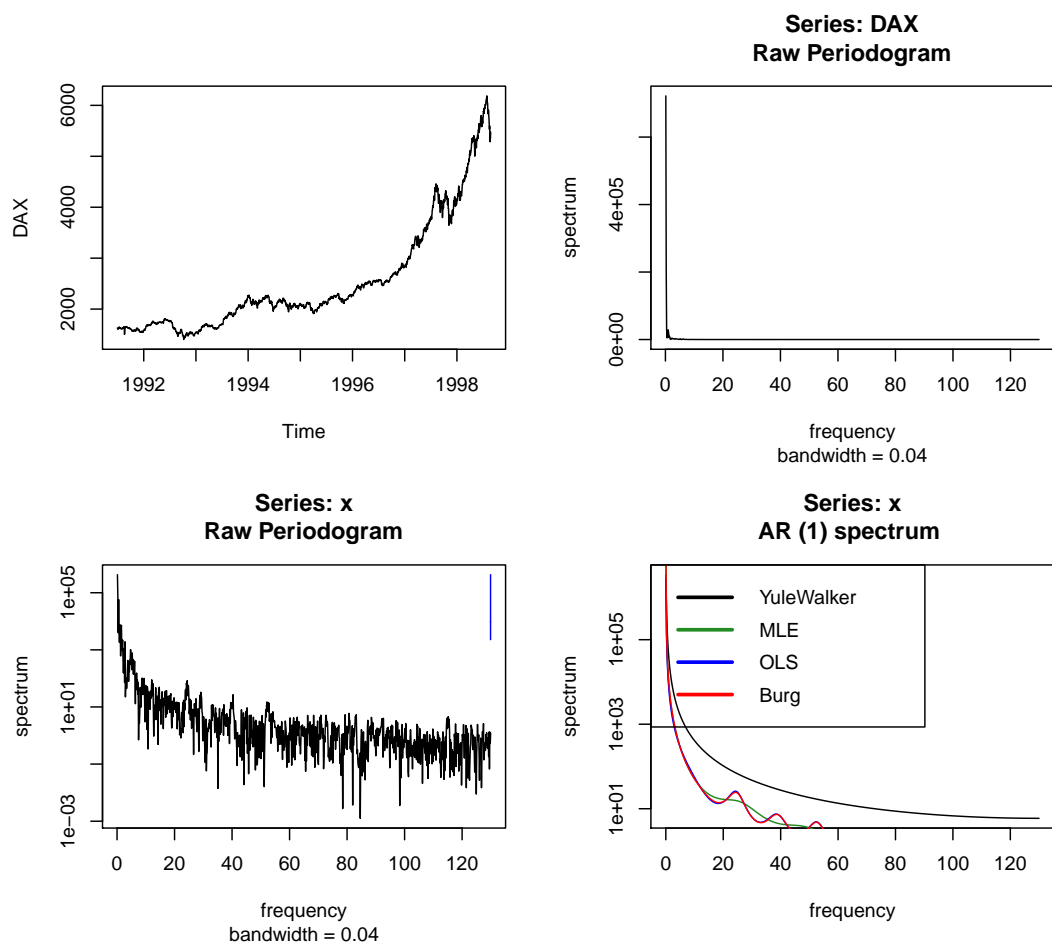 DAX
2000
4000
6000
1992
1994
1996
1998
Time
Series: DAX
Raw Periodogram
spectrum
0e+00
4e+05
0
20
40
60
80
100
120
frequency
bandwidth = 0.04
Series: x
Raw Periodogram
spectrum
1e-03
1e+01
1e+05
0
20
40
60
80
100
120
frequency
bandwidth = 0.04
Series: x
AR (1) spectrum
spectrum
1e+01
1e+03
1e+05
YuleWalker
MLE
OLS
Burg
0
20
40
60
80
100
120
frequency